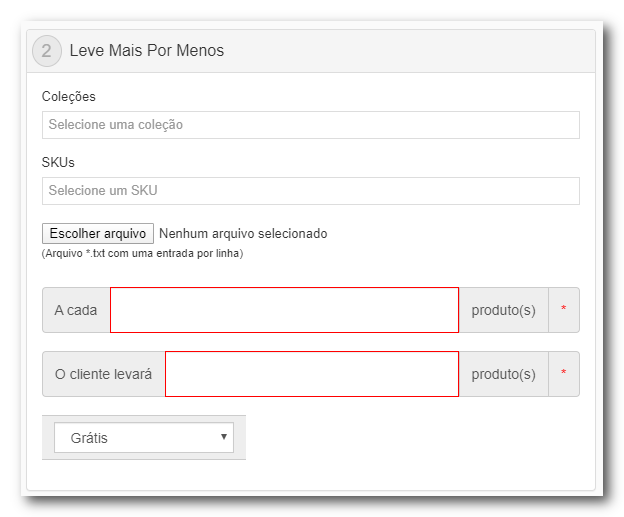 2 Leve Mais Por Menos
Coleções
Selecione uma coleção
SKUs
Selecione um SKU
Escolher arquivo Nenhum arquivo selecionado
(Arquivo *.txt com uma entrada por linha)
A cada produto(s) *
O cliente levará produto(s) *
Grátis